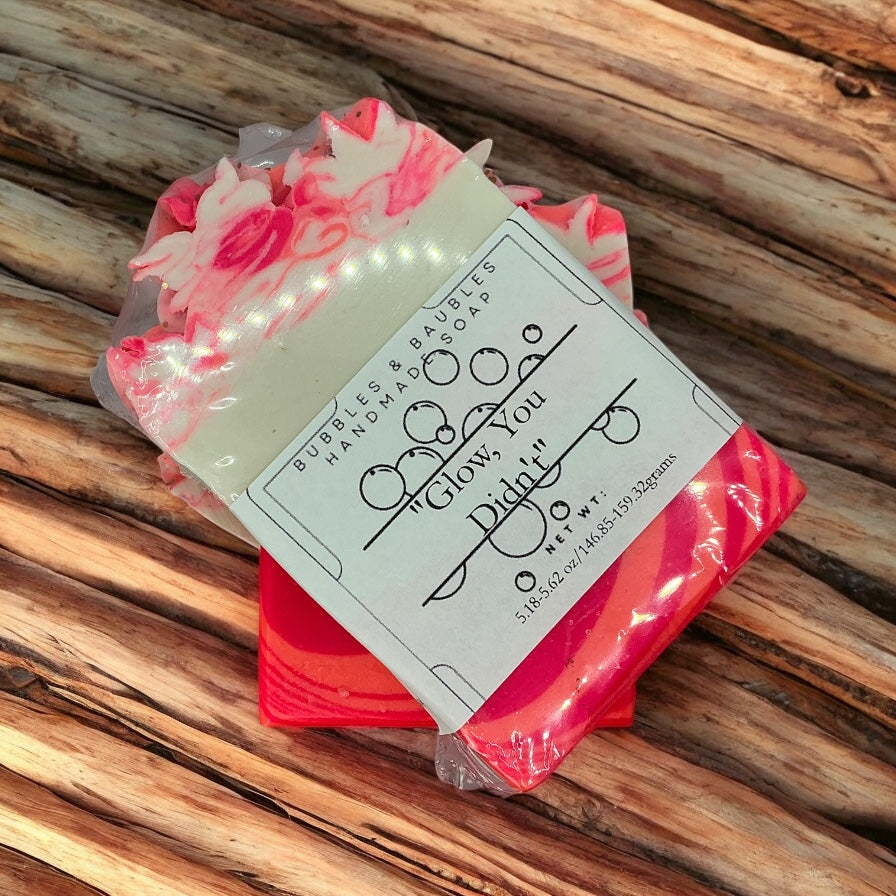 BUBBLES & BAUBLES
HANDMADE SOAP
"Glow, You
Didn't"
NET WT:
5.18-5.62 oz/146.85-159.32grams